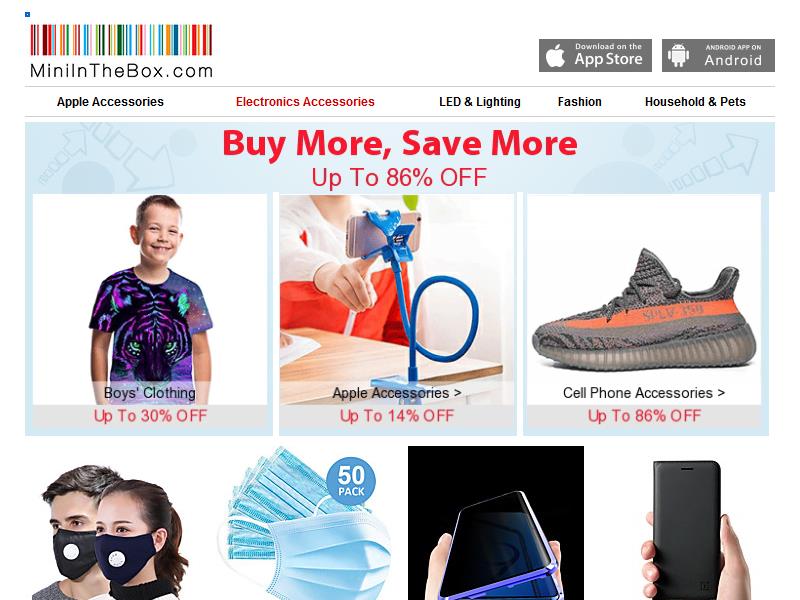 MiniInTheBox.com
Download on the
App Store
ANDROID APP ON
Android
Apple Accessories
Electronics Accessories
LED & Lighting
Fashion
Household & Pets
Buy More, Save More
Up To 86% OFF
SPLY-350
Boys' Clothing
Apple Accessories >
Cell Phone Accessories >
Up To 30% OFF
Up To 14% OFF
Up To 86% OFF
50
PACK